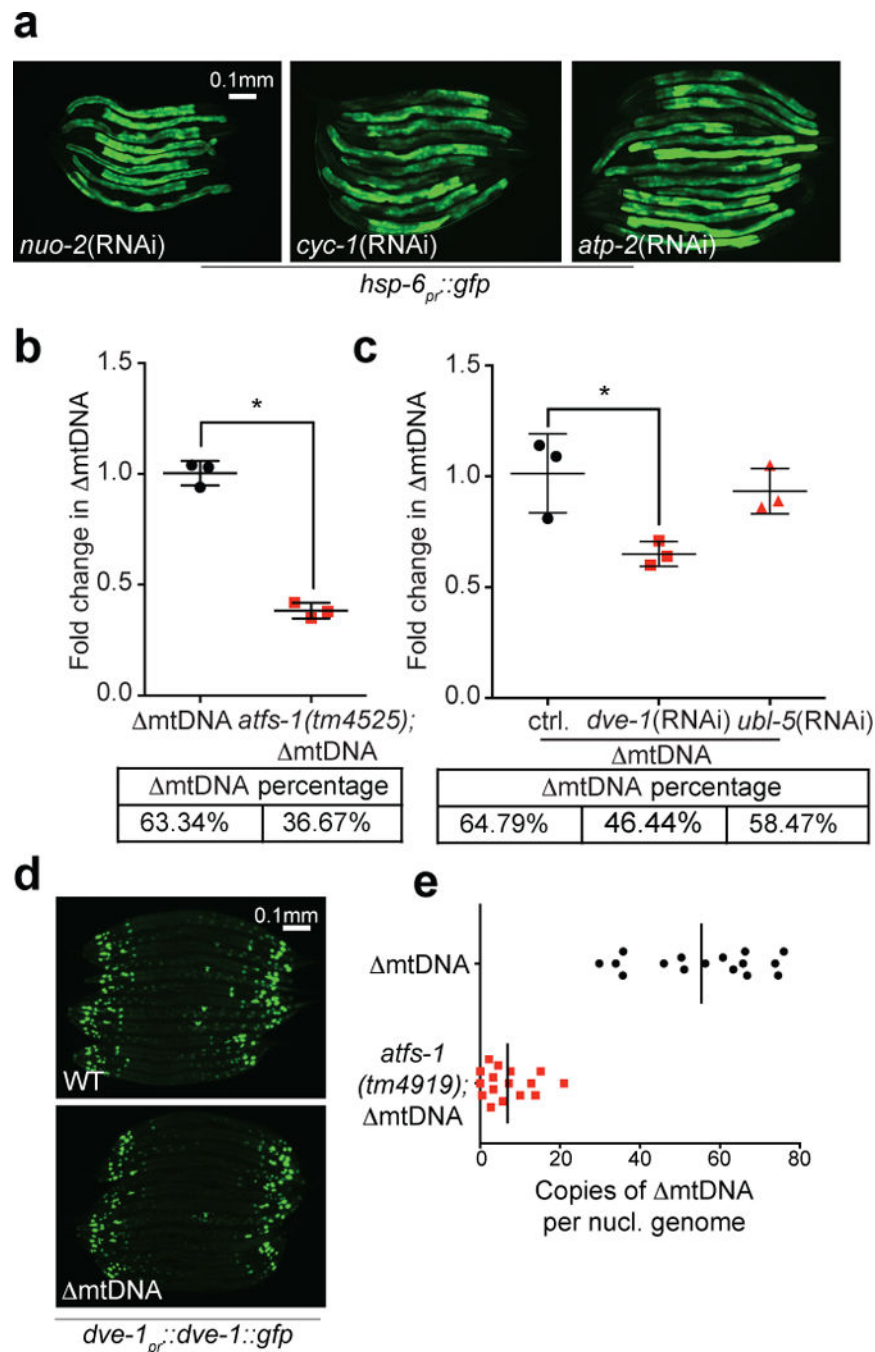 a
0.1mm
nuo-2(RNAi)
cyc-1(RNAi)
atp-2(RNAi)
hsp-6pr::gfp
b
Fold change in ΔmtDNA
1.5
1.0
0.5
0.0
*
ΔmtDNA
atfs-1(tm4525);
ΔmtDNA
ΔmtDNA percentage
63.34% 36.67%
c
Fold change in ΔmtDNA
1.5
1.0
0.5
0.0
*
ctrl. dve-1(RNAi) ubl-5(RNAi)
ΔmtDNA
ΔmtDNA percentage
64.79% 46.44% 58.47%
d
0.1mm
WT
ΔmtDNA
dve-1pr::dve-1::gfp
e
ΔmtDNA
atfs-1
(tm4919);
ΔmtDNA
0 20 40 60 80
Copies of ΔmtDNA
per nucl. genome